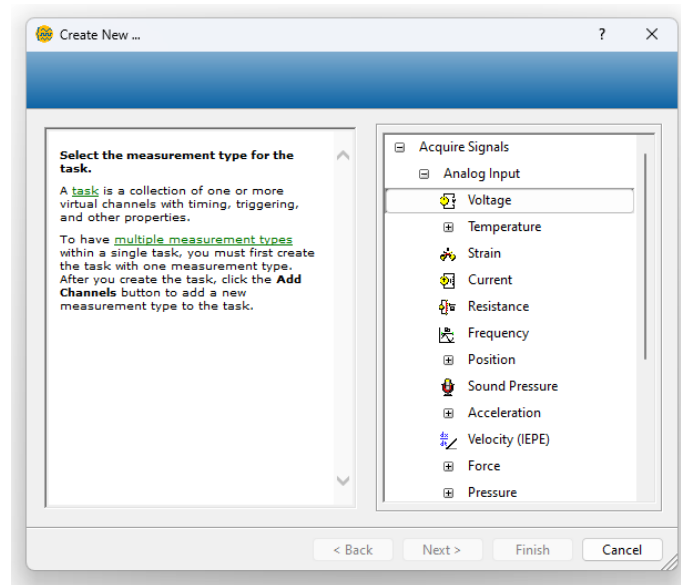 Create New ...
?
Select the measurement type for the
task.
A task is a collection of one or more
virtual channels with timing, triggering,
and other properties.
To have multiple measurement types
within a single task, you must first create
the task with one measurement type.
After you create the task, click the Add
Channels button to add a new
measurement type to the task.
Acquire Signals
Analog Input
Voltage
Temperature
Strain
Current
Resistance
Frequency
Position
Sound Pressure
Acceleration
Velocity (IEPE)
Force
Pressure
< Back
Next >
Finish
Cancel